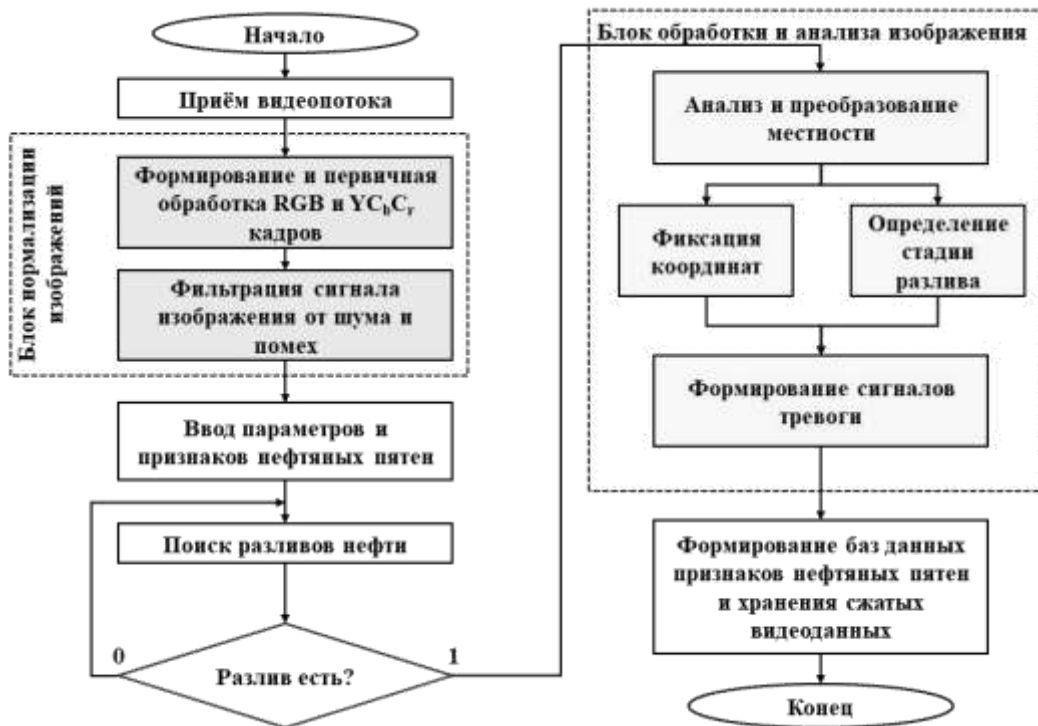 Начало
Приём видеопотока
Блок нормализации
изображений
Формирование и первичная
обработка RGB и YCbCr
кадров
Фильтрация сигнала
изображения от шума и
помех
Ввод параметров и
признаков нефтяных пятен
Поиск разливов нефти
0
Разлив есть?
1
Блок обработки и анализа изображения
Анализ и преобразование
местности
Фиксация
координат
Определение
стадии
разлива
Формирование сигналов
тревоги
Формирование баз данных
признаков нефтяных пятен
и хранения сжатых
видеоданных
Конец